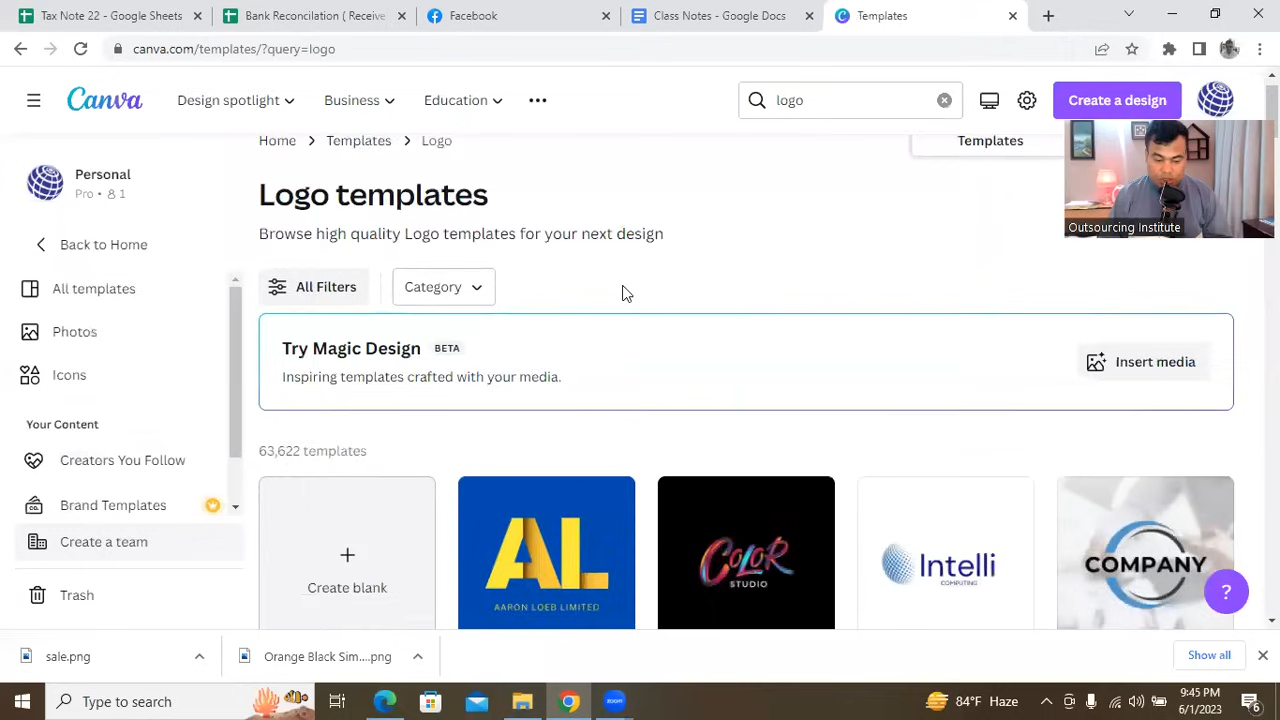 Tax Note 22 - Google Sheets
Bank Reconciliation ( Redwe
Facebook
Class Notes - Google Docs
Templates
canva.com/templates/?query=logo
Canva
Design spotlight
Business
Education
logo
Create a design
Home
Templates
Logo
Templates
Personal
Pro • 1
Logo templates
Browse high quality Logo templates for your next design
Outsourcing Institute
Back to Home
All templates
Photos
Icons
Your Content
Creators You Follow
Brand Templates
Create a team
Trash
All Filters
Category
Try Magic Design BETA
Inspiring templates crafted with your media.
Insert media
63,622 templates
Create blank
AL
AARON LOEB LIMITED
COLOR
STUDIO
Intelli
COMPUTING
COMPANY
?
sale.png
Orange Black Sim....png
Show all
Type here to search
zoom
84°F Haze
9:45 PM
6/1/2023
6